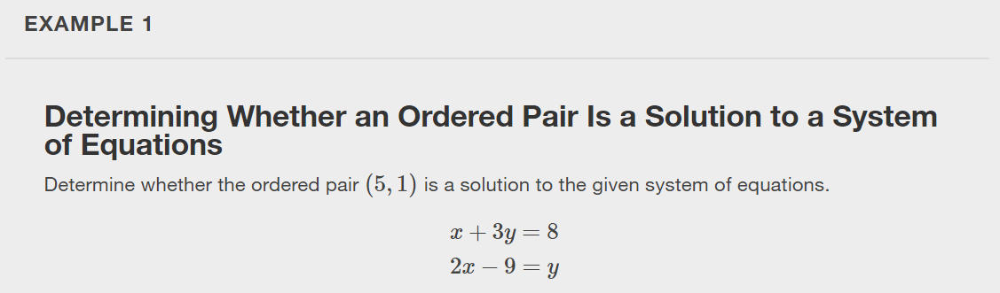 EXAMPLE 1
Determining Whether an Ordered Pair Is a Solution to a System
of Equations
Determine whether the ordered pair (5, 1) is a solution to the given system of equations.
x + 3y = 8
2x − 9 = y